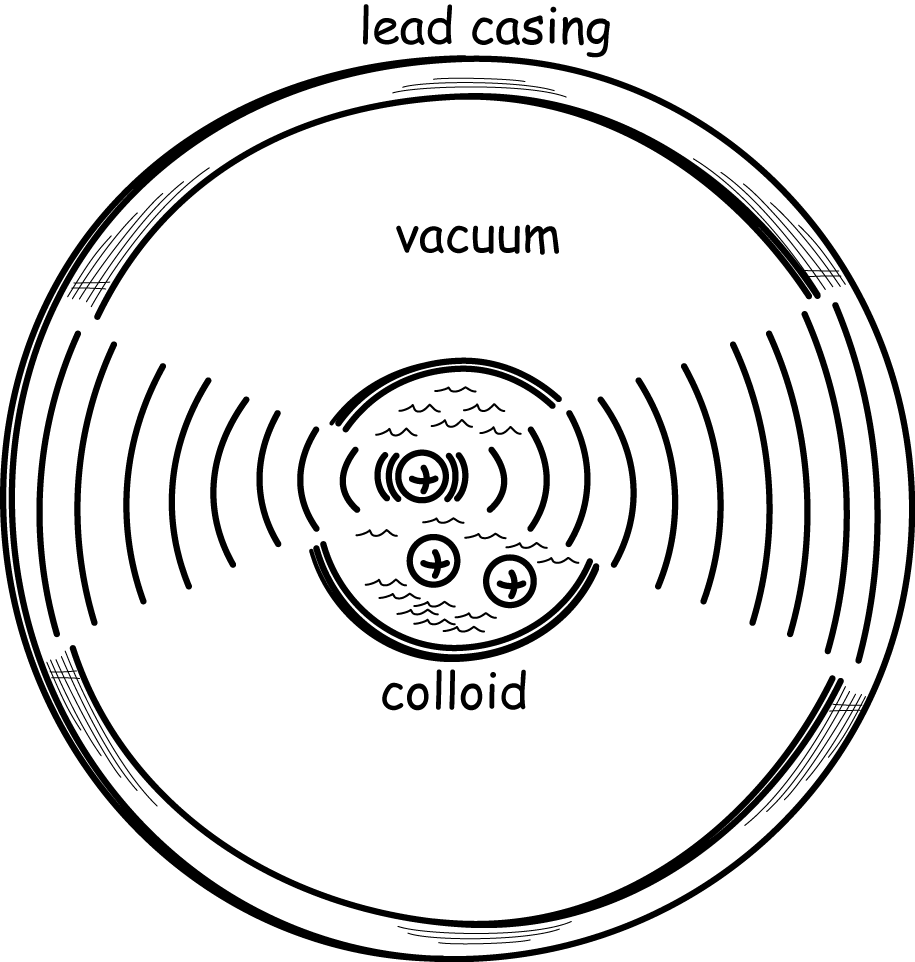 lead casing
vacuum
+
+
+
colloid